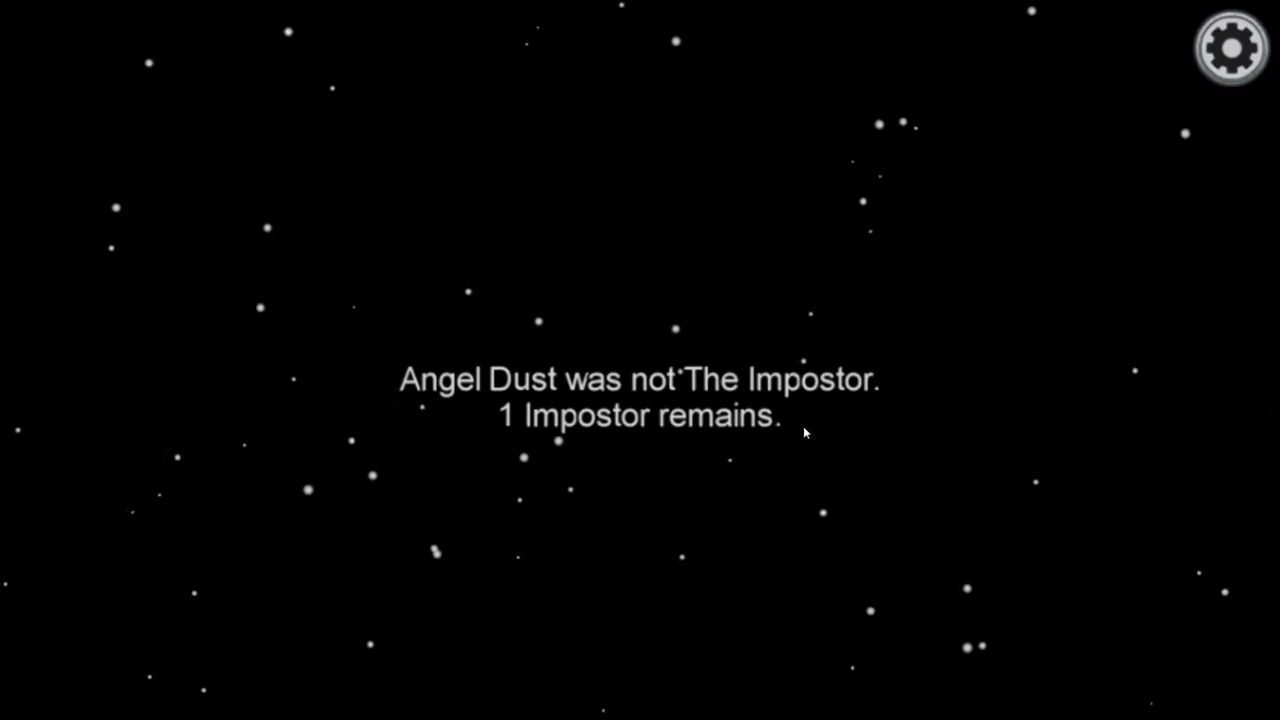 Angel Dust was not The Impostor.
1 Impostor remains.